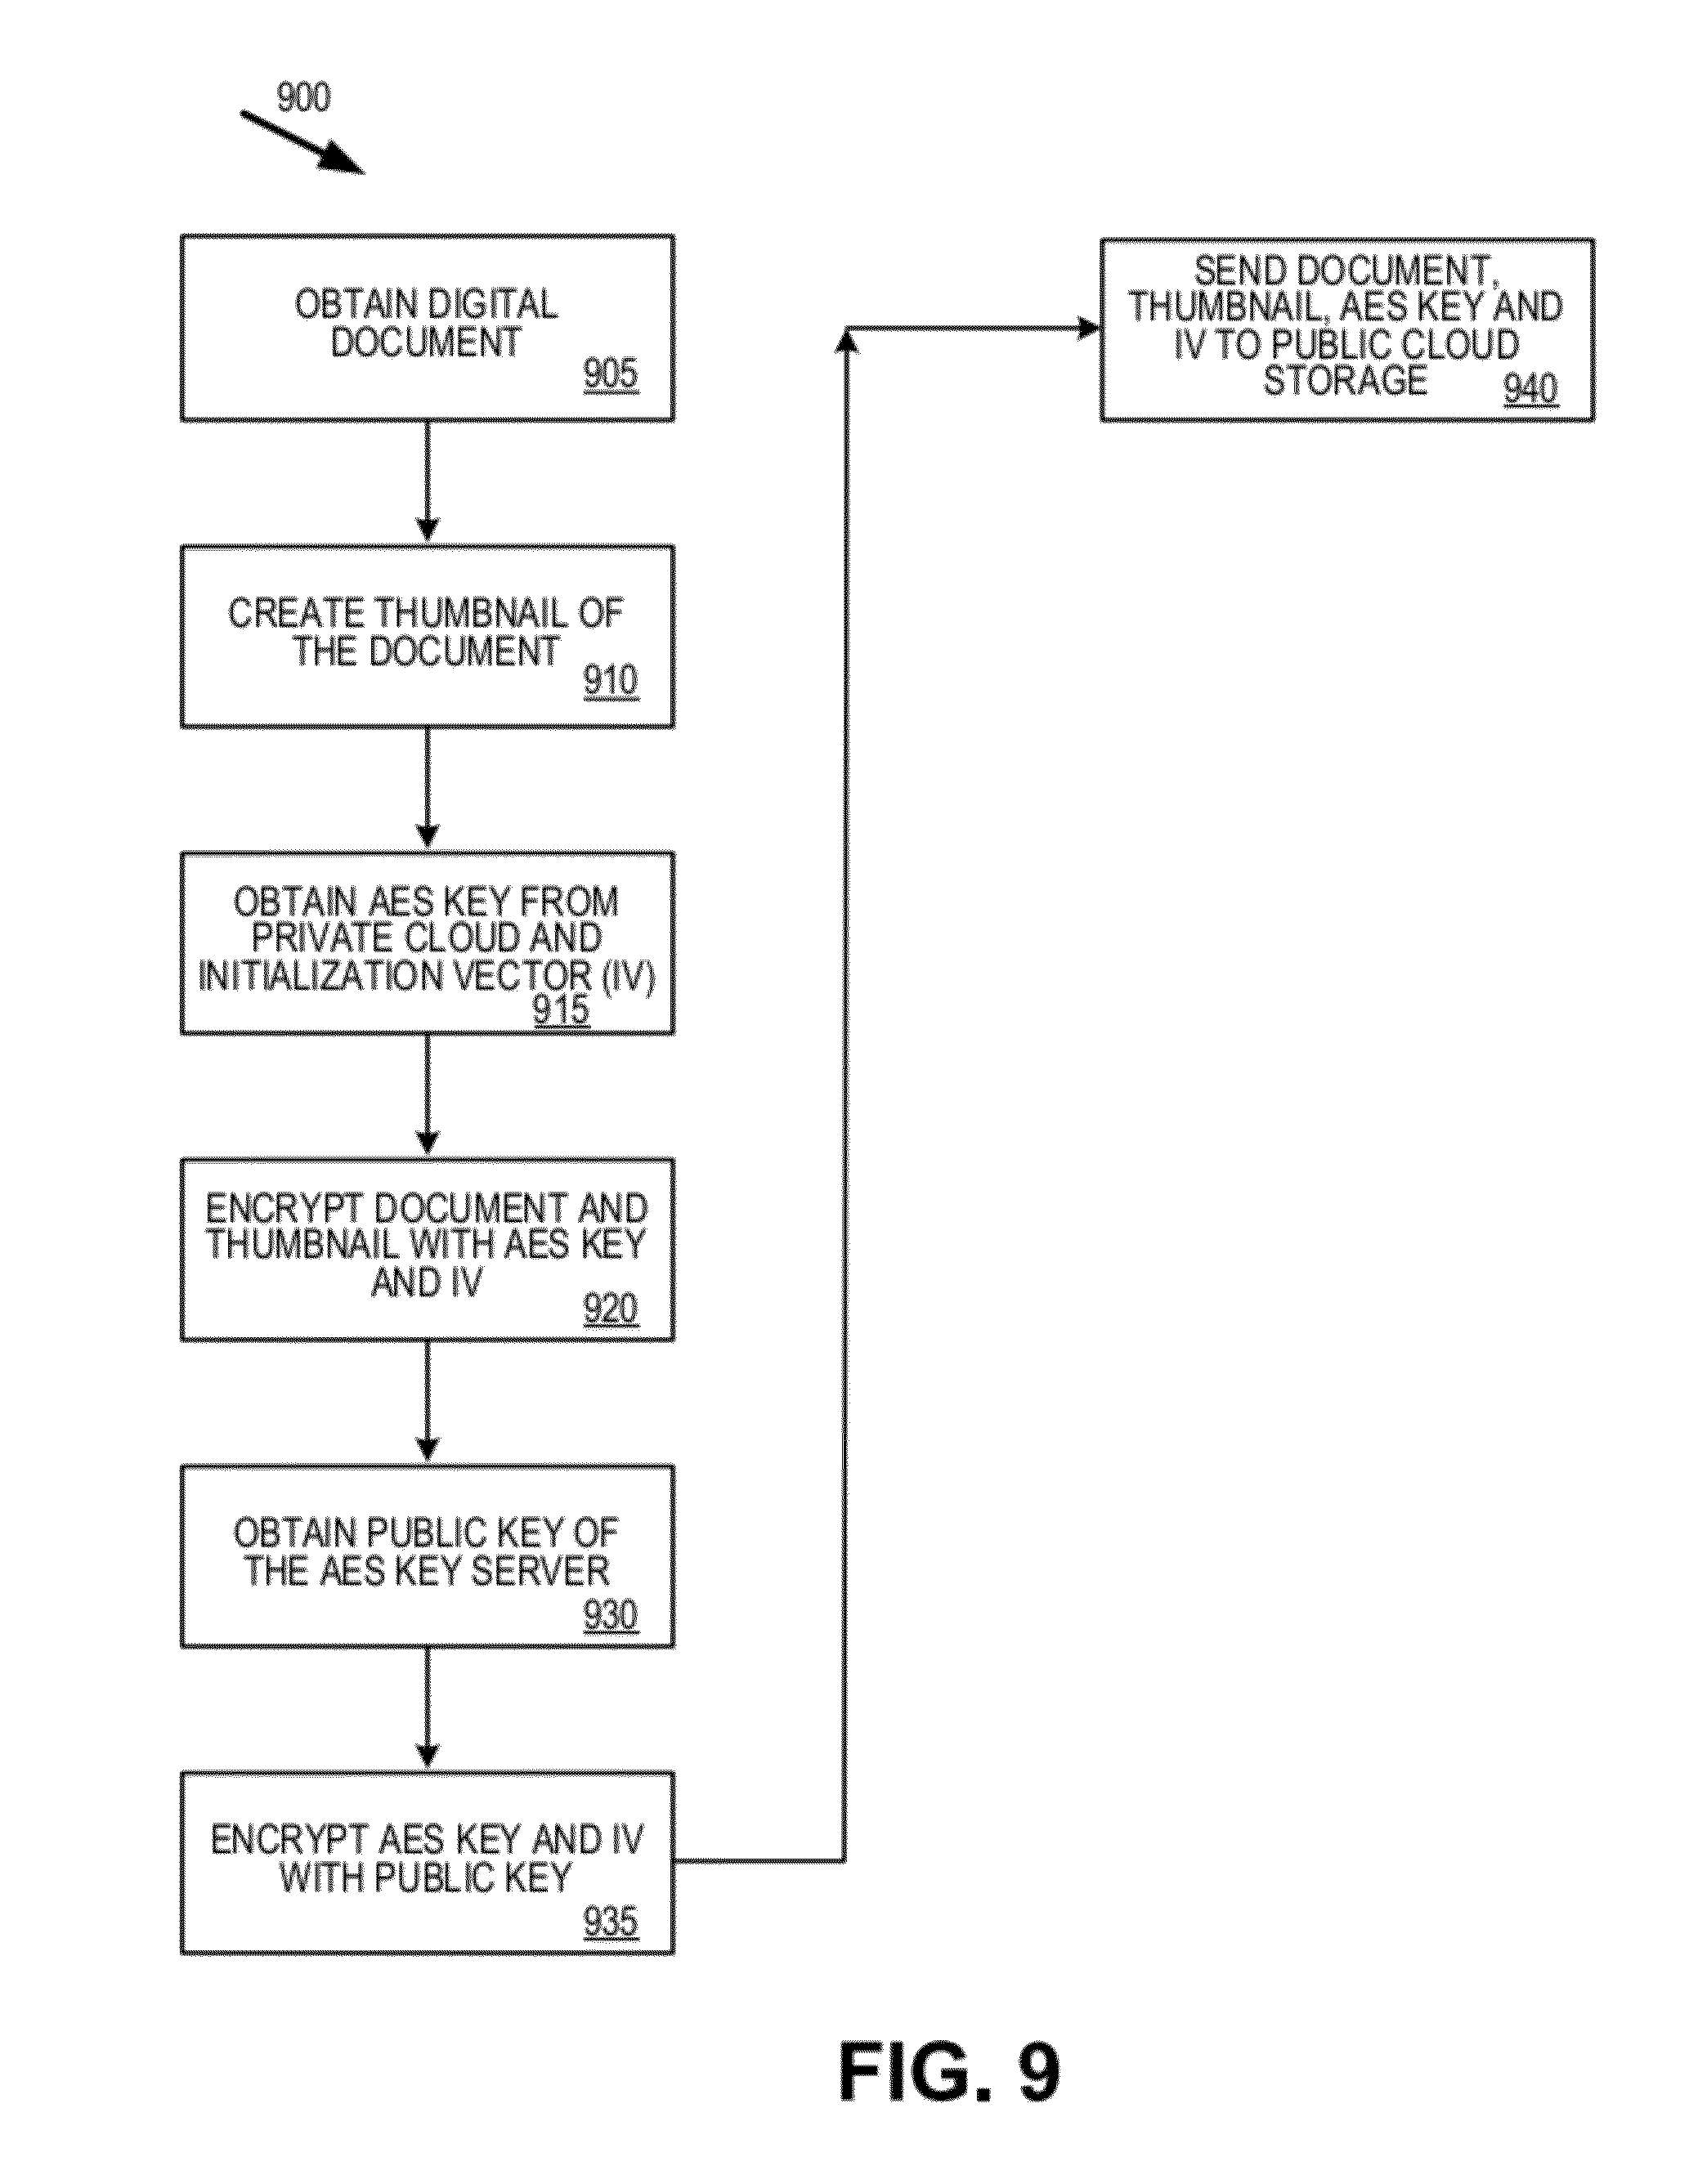 900
OBTAIN DIGITAL
DOCUMENT
905
CREATE THUMBNAIL OF
THE DOCUMENT
910
OBTAIN AES KEY FROM
PRIVATE CLOUD AND
INITIALIZATION VECTOR (IV)
915
ENCRYPT DOCUMENT AND
THUMBNAIL WITH AES KEY
AND IV
920
OBTAIN PUBLIC KEY OF
THE AES KEY SERVER
930
ENCRYPT AES KEY AND IV
WITH PUBLIC KEY
935
SEND DOCUMENT,
THUMBNAIL, AES KEY AND
IV TO PUBLIC CLOUD
STORAGE
940
FIG. 9